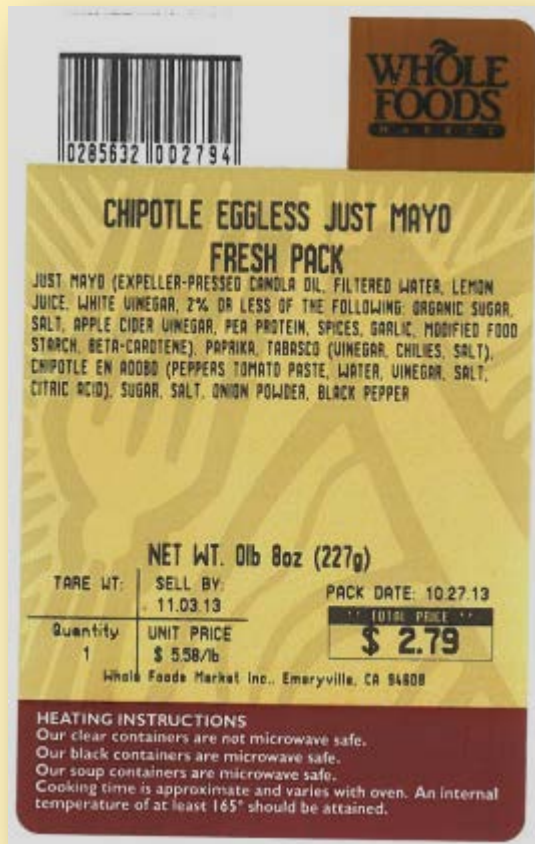 0285632 002794
WHOLE
FOODS
MARKET
CHIPOTLE EGGLESS JUST MAYO
FRESH PACK
JUST MAYO (EXPELLER-PRESSED CANOLA OIL, FILTERED WATER, LEMON
JUICE, WHITE VINEGAR, 2% OR LESS OF THE FOLLOWING: ORGANIC SUGAR,
SALT, APPLE CIDER VINEGAR, PEA PROTEIN, SPICES, GARLIC, MODIFIED FOOD
STARCH, BETA-CAROTENE), PAPRIKA, TABASCO (VINEGAR, CHILIES, SALT),
CHIPOTLE EN ADOBO (PEPPERS TOMATO PASTE, WATER, VINEGAR, SALT,
CITRIC ACID), SUGAR, SALT, ONION POWDER, BLACK PEPPER
NET WT. 0lb 8oz (227g)
TARE WT:
SELL BY:
11.03.13
PACK DATE: 10.27.13
Quantity
1
UNIT PRICE
$ 5.58/lb
** TOTAL PRICE **
$ 2.79
Whole Foods Market Inc., Emeryville, CA 94608
HEATING INSTRUCTIONS
Our clear containers are not microwave safe.
Our black containers are microwave safe.
Our soup containers are microwave safe.
Cooking time is approximate and varies with oven. An internal
temperature of at least 165° should be attained.